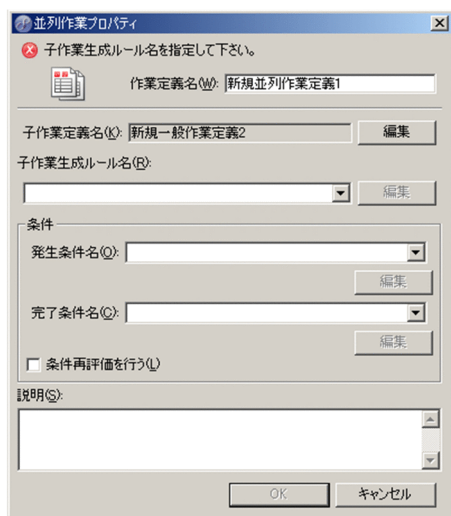 並列作業プロパティ
子作業生成ルール名を指定して下さい。
作業定義名(W): 新規並列作業定義1
子作業定義名(K): 新規一般作業定義2 編集
子作業生成ルール名(R):
編集
条件
発生条件名(O):
編集
完了条件名(C):
編集
条件再評価を行う(L)
説明(S):
OK キャンセル